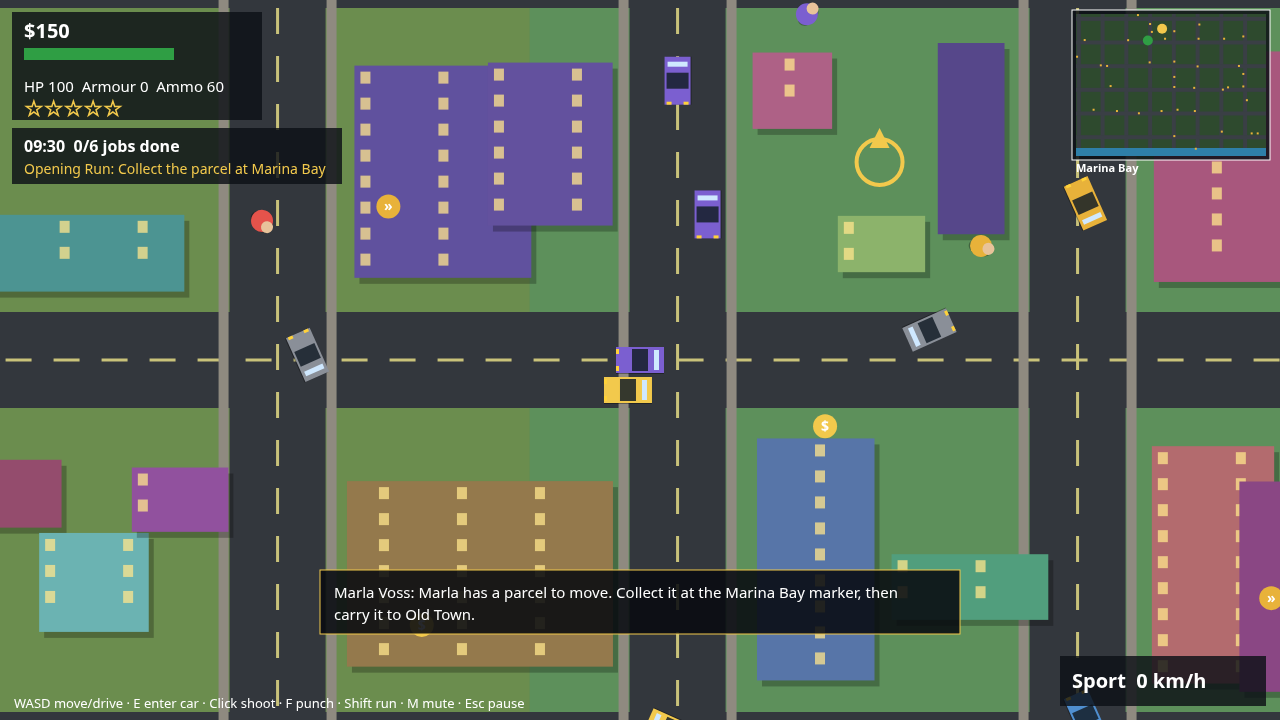 $150
HP 100 Armour 0 Ammo 60
09:30 0/6 jobs done
Opening Run: Collect the parcel at Marina Bay
Marina Bay
»
$
»
Marla Voss: Marla has a parcel to move. Collect it at the Marina Bay marker, then
carry it to Old Town.
Sport 0 km/h
WASD move/drive · E enter car · Click shoot · F punch · Shift run · M mute · Esc pause